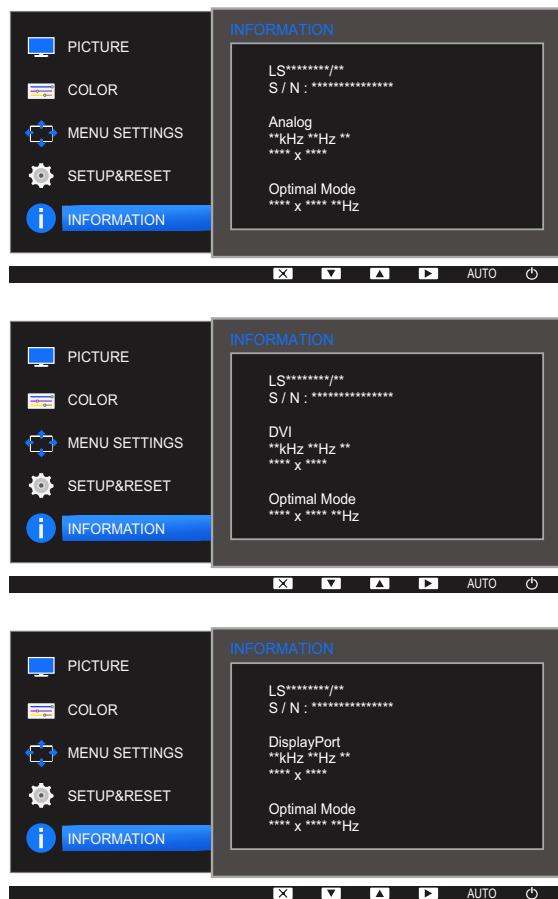 INFORMATION
PICTURE
COLOR
MENU SETTINGS
SETUP&RESET
INFORMATION
LS********/**
S / N : ***************
Analog
**kHz **Hz **
**** x ****
Optimal Mode
**** x **** **Hz
AUTO
INFORMATION
PICTURE
COLOR
MENU SETTINGS
SETUP&RESET
INFORMATION
LS********/**
S / N : ***************
DVI
**kHz **Hz **
**** x ****
Optimal Mode
**** x **** **Hz
AUTO
INFORMATION
PICTURE
COLOR
MENU SETTINGS
SETUP&RESET
INFORMATION
LS********/**
S / N : ***************
DisplayPort
**kHz **Hz **
**** x ****
Optimal Mode
**** x **** **Hz
AUTO